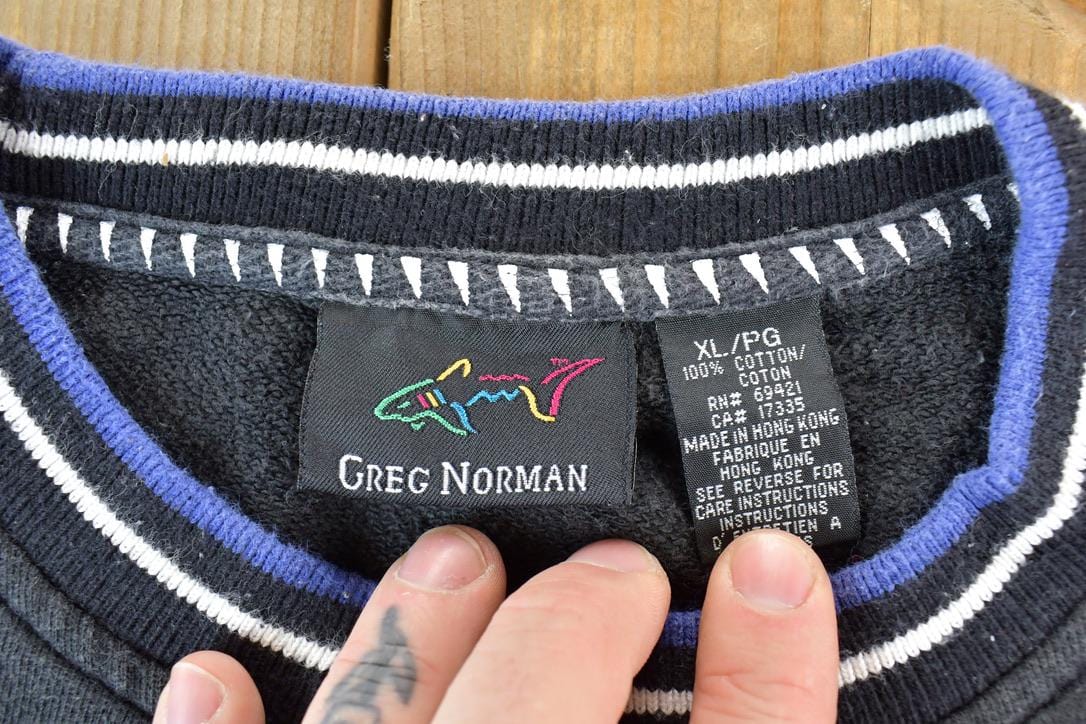 GREG NORMAN
XL/PG
100% COTTON/
COTON
RN# 69421
CA# 17335
MADE IN HONG KONG
FABRIQUE EN
HONG KONG
SEE REVERSE FOR
CARE INSTRUCTIONS
INSTRUCTIONS
D'ENTRETIEN A